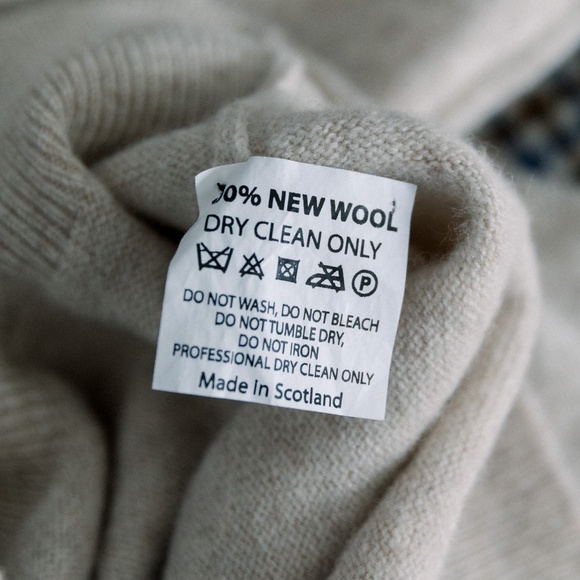 NEW WOOL
DRY CLEAN ONLY
P
DO NOT WASH, DO NOT BLEACH
DO NOT TUMBLE DRY,
DO NOT IRON
PROFESSIONAL DRY CLEAN ONLY
Made In Scotland